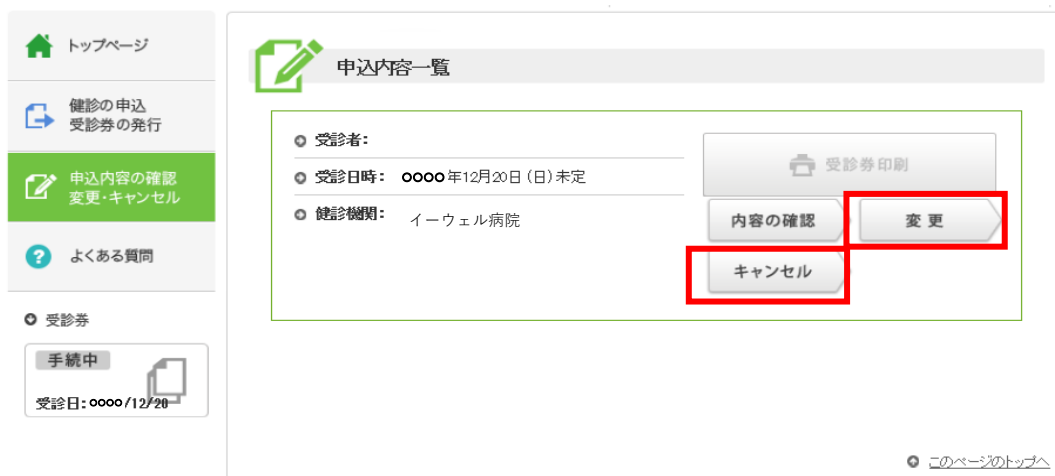 トップページ
健診の申込
受診券の発行
申込内容の確認
変更・キャンセル
よくある質問
受診券
手続中
受診日：oooo/12/20
申込内容一覧
受診者：
受診日時： oooo年12月20日（日）未定
健診機関： イーウェル病院
受診券印刷
内容の確認
変更
キャンセル
このページのトップへ